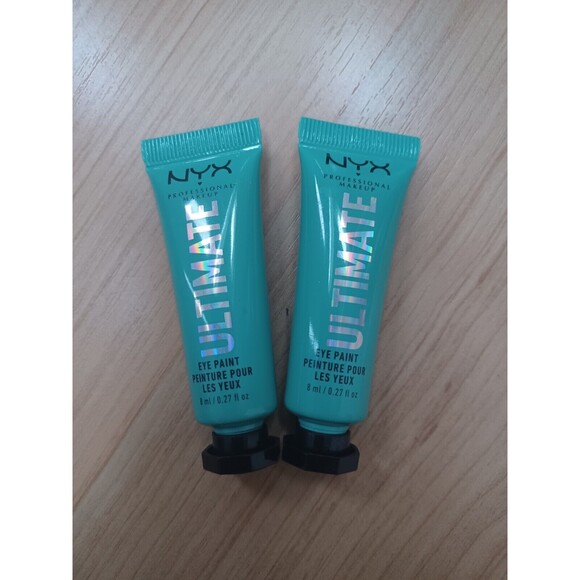 NYX
PROFESSIONAL
MAKEUP
ULTIMATE
EYE PAINT
PEINTURE POUR
LES YEUX
8 ml / 0.27 fl oz
NYX
PROFESSIONAL
MAKEUP
ULTIMATE
EYE PAINT
PEINTURE POUR
LES YEUX
8 ml / 0.27 fl oz